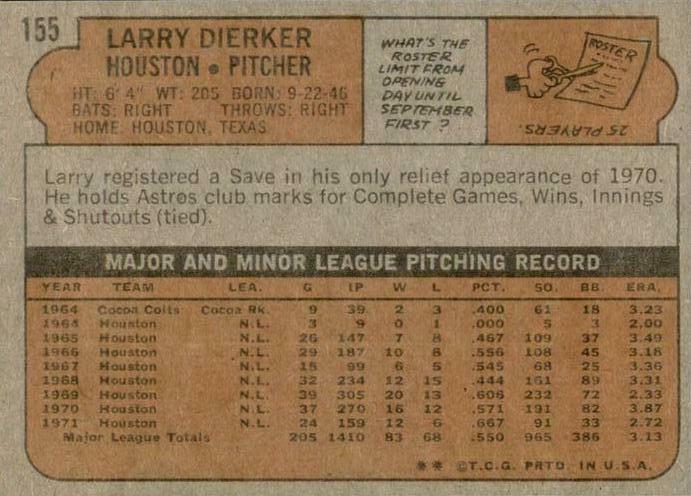 155
LARRY DIERKER
HOUSTON • PITCHER
HT: 6' 4" WT: 205 BORN: 9-22-46
BATS: RIGHT THROWS: RIGHT
HOME: HOUSTON, TEXAS
WHAT'S THE
ROSTER
LIMIT FROM
OPENING
DAY UNTIL
SEPTEMBER
FIRST ?
ROSTER
25 PLAYERS.
Larry registered a Save in his only relief appearance of 1970.
He holds Astros club marks for Complete Games, Wins, Innings
& Shutouts (tied).
MAJOR AND MINOR LEAGUE PITCHING RECORD
YEAR TEAM LEA. G IP W L PCT. SO. BB. ERA.
1964 Cocoa Colts Cocoa Rk. 9 39 2 3 .400 61 18 3.23
1964 Houston N.L. 3 9 0 1 .000 5 3 2.00
1965 Houston N.L. 26 147 7 8 .467 109 37 3.49
1966 Houston N.L. 29 187 10 8 .556 108 45 3.18
1967 Houston N.L. 15 99 6 5 .545 68 25 3.36
1968 Houston N.L. 32 234 12 15 .444 161 89 3.31
1969 Houston N.L. 39 305 20 13 .606 232 72 2.33
1970 Houston N.L. 37 270 16 12 .571 191 82 3.87
1971 Houston N.L. 24 159 12 6 .667 91 33 2.72
Major League Totals 205 1410 83 68 .550 965 386 3.13
** ©T.C.G. PRTD. IN U.S.A.